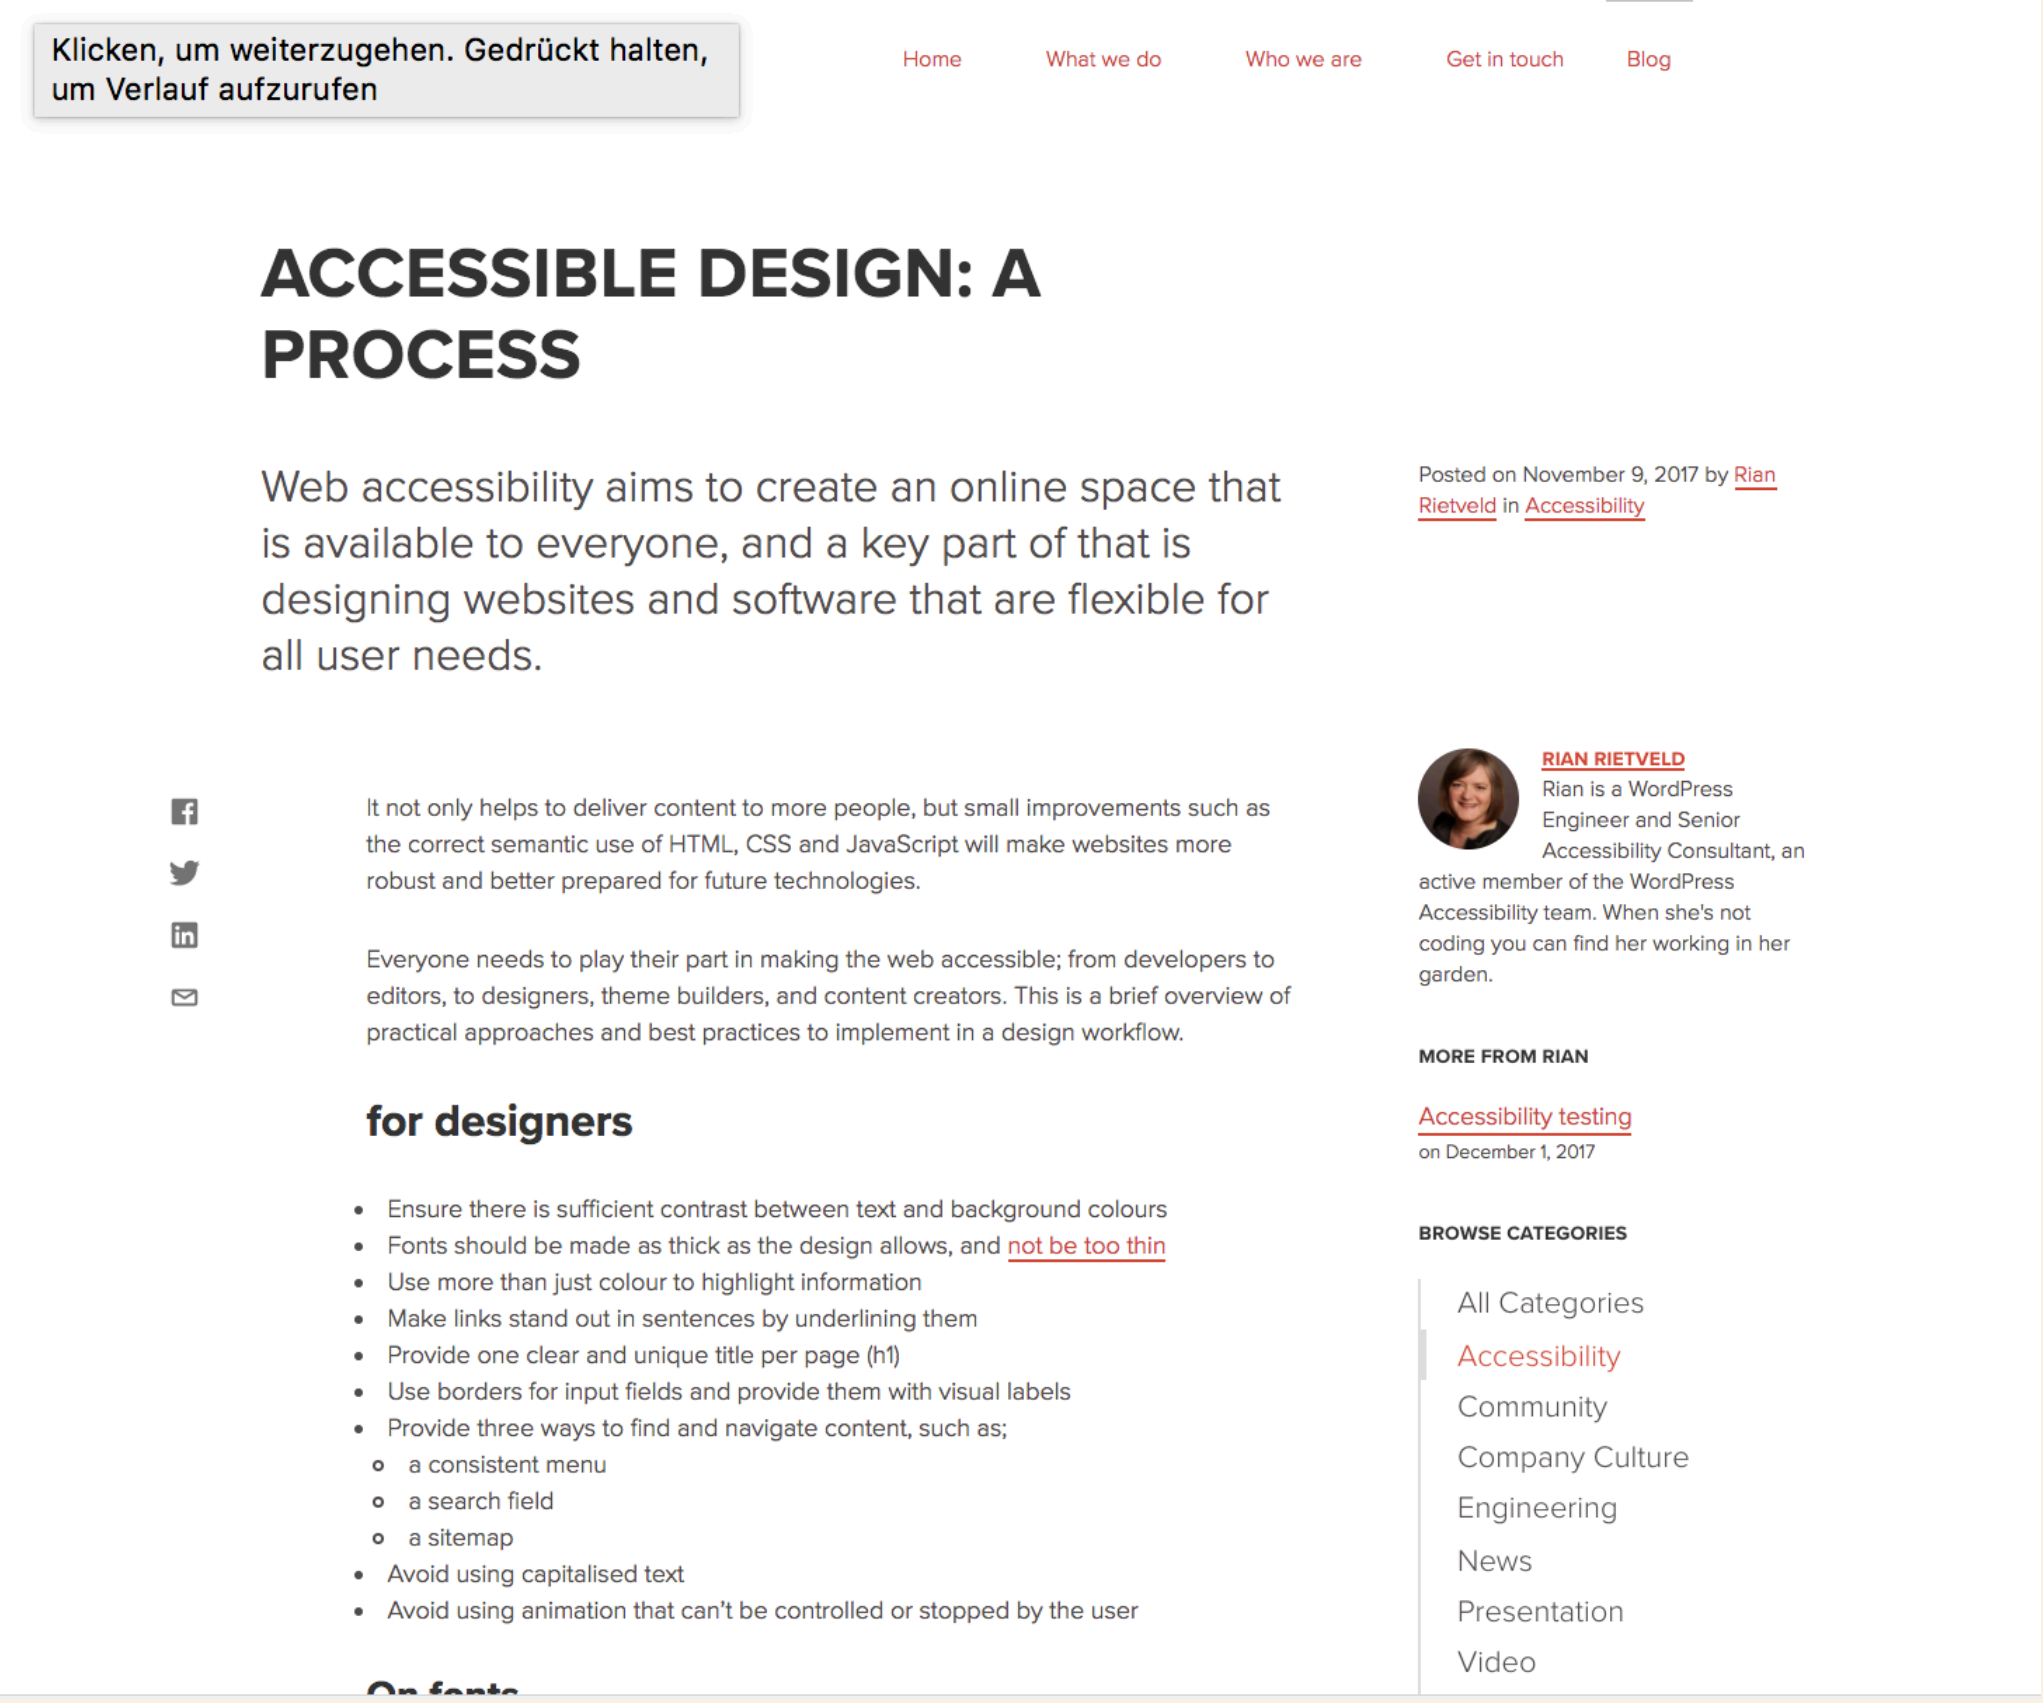 Klicken, um weiterzugehen. Gedrückt halten,
um Verlauf aufzurufen
Home
What we do
Who we are
Get in touch
Blog
ACCESSIBLE DESIGN: A
PROCESS
Web accessibility aims to create an online space that
is available to everyone, and a key part of that is
designing websites and software that are flexible for
all user needs.
Posted on November 9, 2017 by Rian
Rietveld in Accessibility
It not only helps to deliver content to more people, but small improvements such as
the correct semantic use of HTML, CSS and JavaScript will make websites more
robust and better prepared for future technologies.
Everyone needs to play their part in making the web accessible; from developers to
editors, to designers, theme builders, and content creators. This is a brief overview of
practical approaches and best practices to implement in a design workflow.
for designers
• Ensure there is sufficient contrast between text and background colours
• Fonts should be made as thick as the design allows, and not be too thin
• Use more than just colour to highlight information
• Make links stand out in sentences by underlining them
• Provide one clear and unique title per page (h1)
• Use borders for input fields and provide them with visual labels
• Provide three ways to find and navigate content, such as;
a consistent menu
a search field
a sitemap
• Avoid using capitalised text
• Avoid using animation that can't be controlled or stopped by the user
On fonts
RIAN RIETVELD
Rian is a WordPress
Engineer and Senior
Accessibility Consultant, an
active member of the WordPress
Accessibility team. When she's not
coding you can find her working in her
garden.
MORE FROM RIAN
Accessibility testing
on December 1, 2017
BROWSE CATEGORIES
All Categories
Accessibility
Community
Company Culture
Engineering
News
Presentation
Video